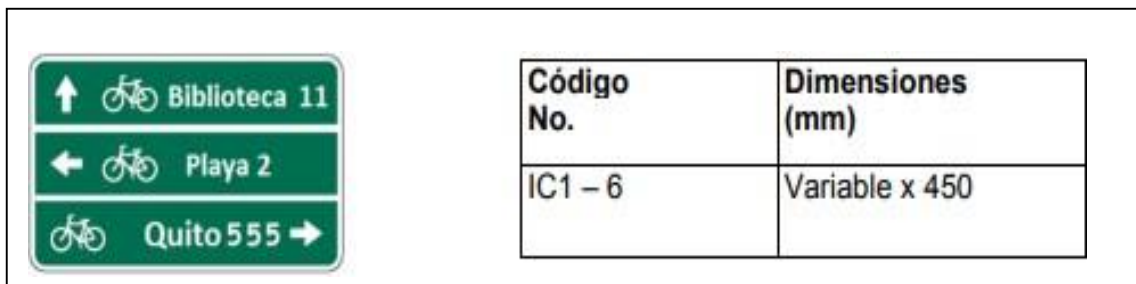 Biblioteca 11
Playa 2
Quito 555
Código No. Dimensiones (mm)
IC1 – 6 Variable x 450